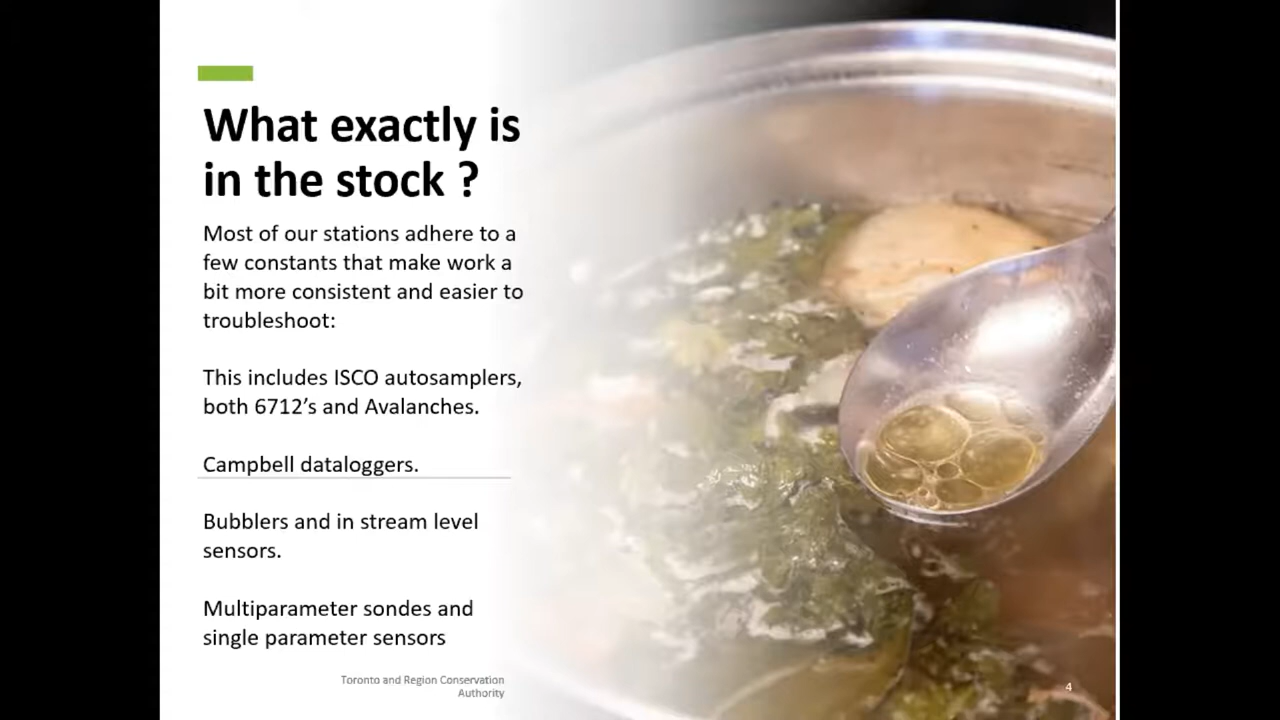 What exactly is
in the stock ?
Most of our stations adhere to a
few constants that make work a
bit more consistent and easier to
troubleshoot:
This includes ISCO autosamplers,
both 6712’s and Avalanches.
Campbell dataloggers.
Bubblers and in stream level
sensors.
Multiparameter sondes and
single parameter sensors
Toronto and Region Conservation
Authority
4